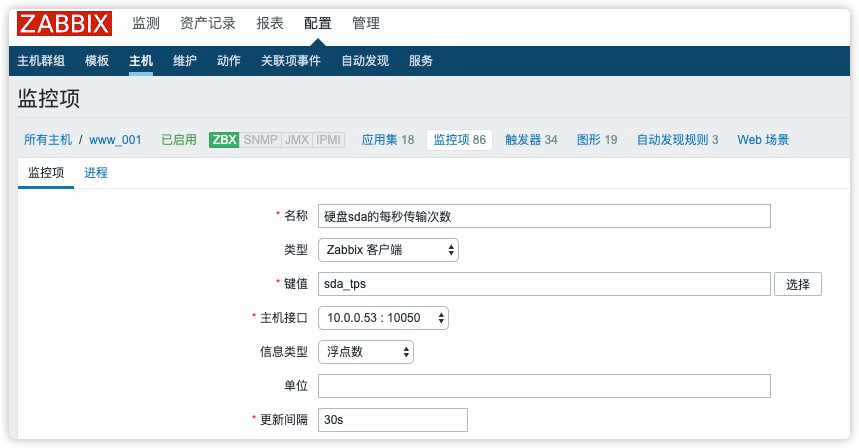 ZABBIX 监测 资产记录 报表 配置 管理
主机群组 模板 主机 维护 动作 关联项事件 自动发现 服务
监控项
所有主机 / www_001 已启用 ZBX SNMP JMX IPMI 应用集 18 监控项 86 触发器 34 图形 19 自动发现规则 3 Web 场景
监控项 进程
* 名称 硬盘sda的每秒传输次数
类型 Zabbix 客户端
* 键值 sda_tps 选择
* 主机接口 10.0.0.53 : 10050
信息类型 浮点数
单位
* 更新间隔 30s